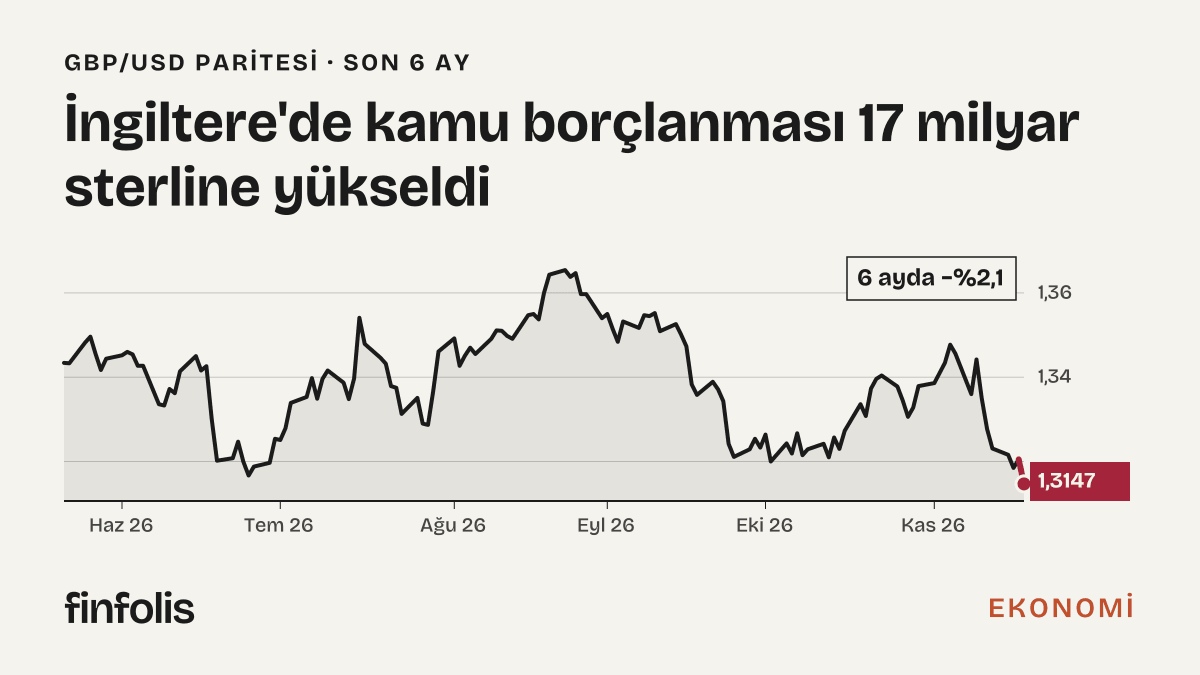 GBP/USD PARİTESİ · SON 6 AY
İngiltere'de kamu borçlanması 17 milyar
sterline yükseldi
6 ayda −%2,1
1,36
1,34
1,3147
Haz 26
Tem 26
Ağu 26
Eyl 26
Eki 26
Kas 26
finfolis
EKONOMİ